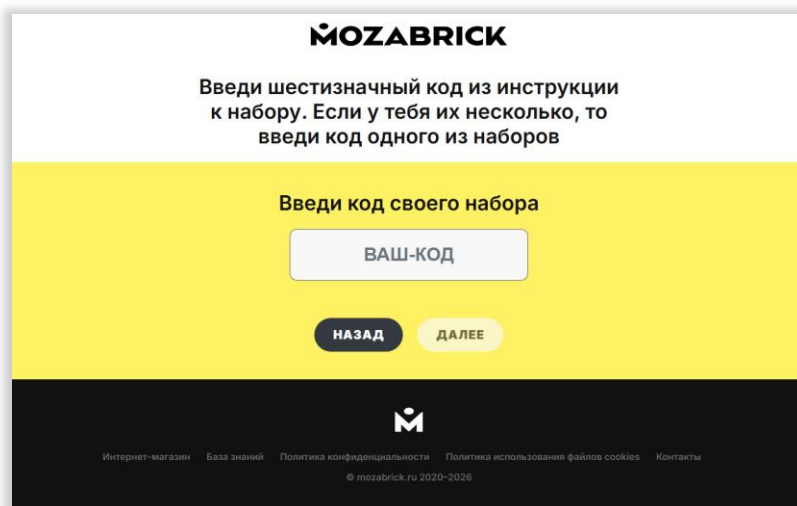 MOZABRICK
Введи шестизначный код из инструкции
к набору. Если у тебя их несколько, то
введи код одного из наборов
Введи код своего набора
ВАШ-КОД
НАЗАД ДАЛЕЕ
M
Интернет-магазин База знаний Политика конфиденциальности Политика использования файлов cookies Контакты
© mozabrick.ru 2020–2026